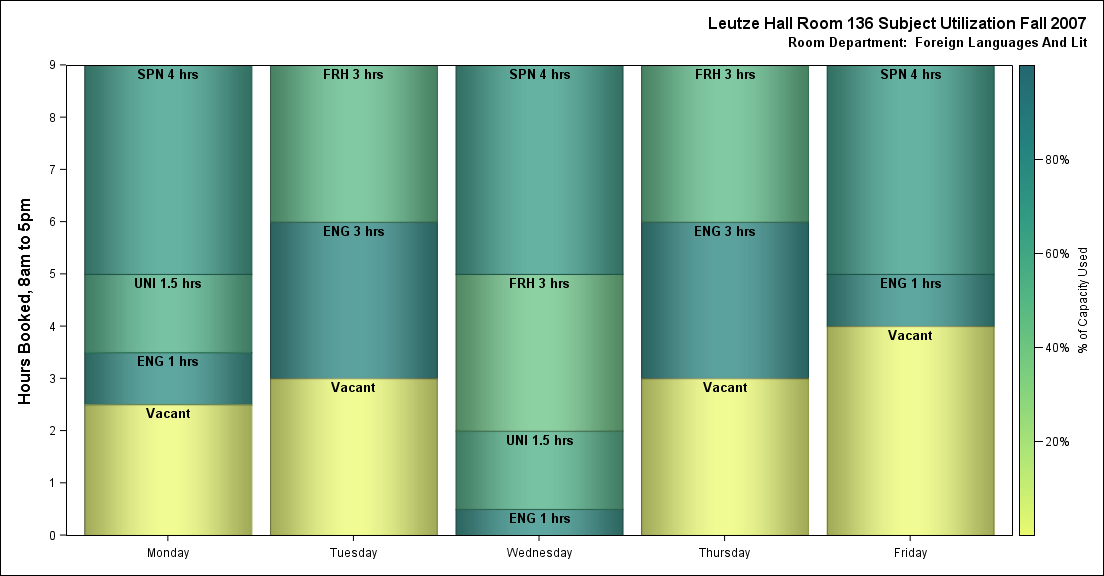 Leutze Hall Room 136 Subject Utilization Fall 2007
Room Department:  Foreign Languages And Lit
Hours Booked, 8am to 5pm
9
8
7
6
5
4
3
2
1
0
SPN 4 hrs
UNI 1.5 hrs
ENG 1 hrs
Vacant
FRH 3 hrs
ENG 3 hrs
Vacant
SPN 4 hrs
FRH 3 hrs
UNI 1.5 hrs
ENG 1 hrs
FRH 3 hrs
ENG 3 hrs
Vacant
SPN 4 hrs
ENG 1 hrs
Vacant
Monday
Tuesday
Wednesday
Thursday
Friday
80%
60%
40%
20%
% of Capacity Used